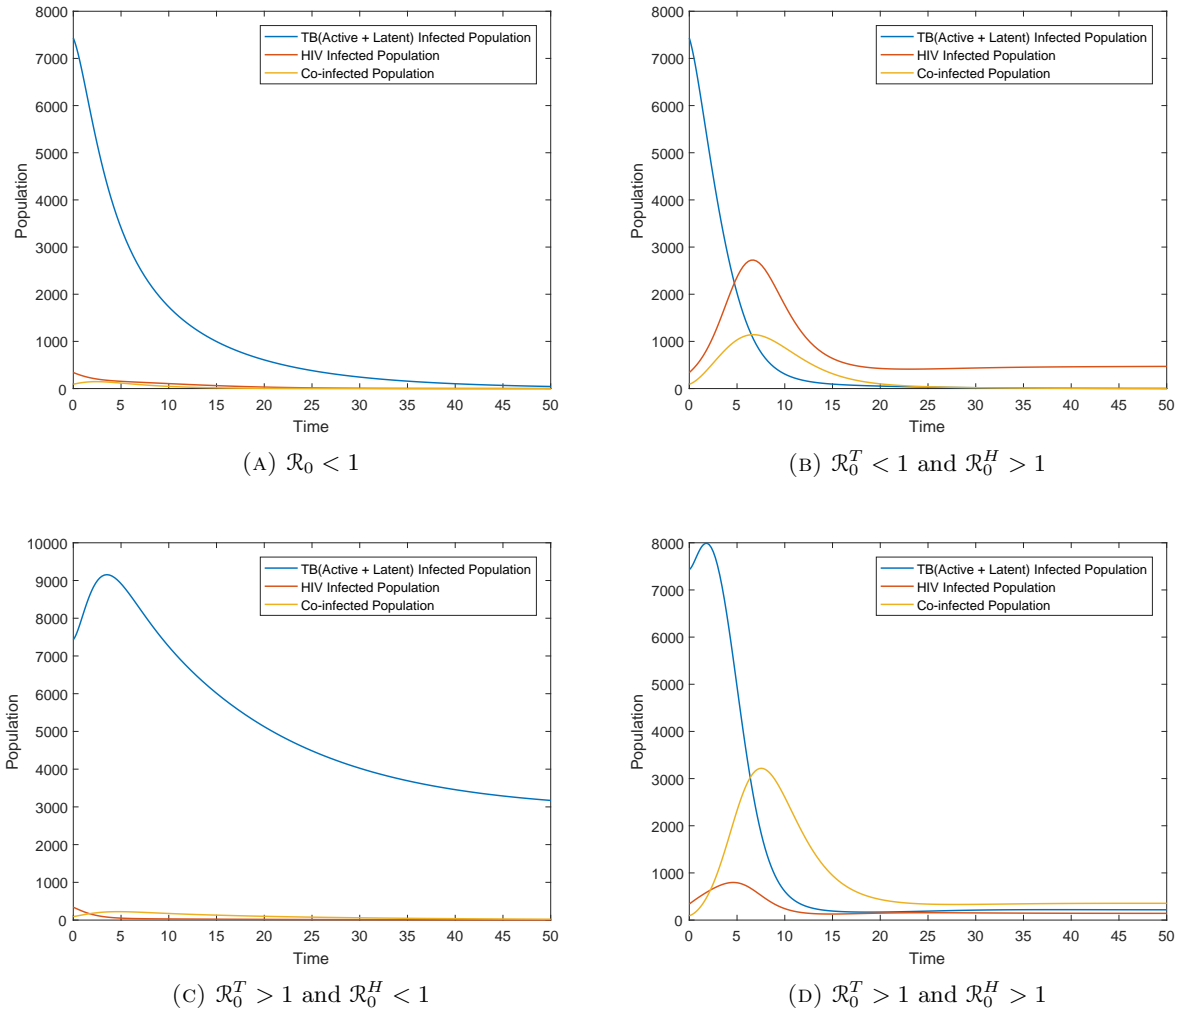 8000
7000
6000
5000
4000
3000
2000
1000
0
Population
TB(Active + Latent) Infected Population
HIV Infected Population
Co-infected Population
0 5 10 15 20 25 30 35 40 45 50
Time
(A) ℛ₀ < 1
8000
7000
6000
5000
4000
3000
2000
1000
0
Population
TB(Active + Latent) Infected Population
HIV Infected Population
Co-infected Population
0 5 10 15 20 25 30 35 40 45 50
Time
(B) ℛ₀ᵀ < 1 and ℛ₀ᴴ > 1
10000
9000
8000
7000
6000
5000
4000
3000
2000
1000
0
Population
TB(Active + Latent) Infected Population
HIV Infected Population
Co-infected Population
0 5 10 15 20 25 30 35 40 45 50
Time
(C) ℛ₀ᵀ > 1 and ℛ₀ᴴ < 1
8000
7000
6000
5000
4000
3000
2000
1000
0
Population
TB(Active + Latent) Infected Population
HIV Infected Population
Co-infected Population
0 5 10 15 20 25 30 35 40 45 50
Time
(D) ℛ₀ᵀ > 1 and ℛ₀ᴴ > 1